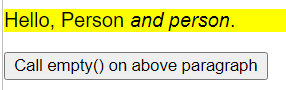 Hello, Person and person.
Call empty() on above paragraph